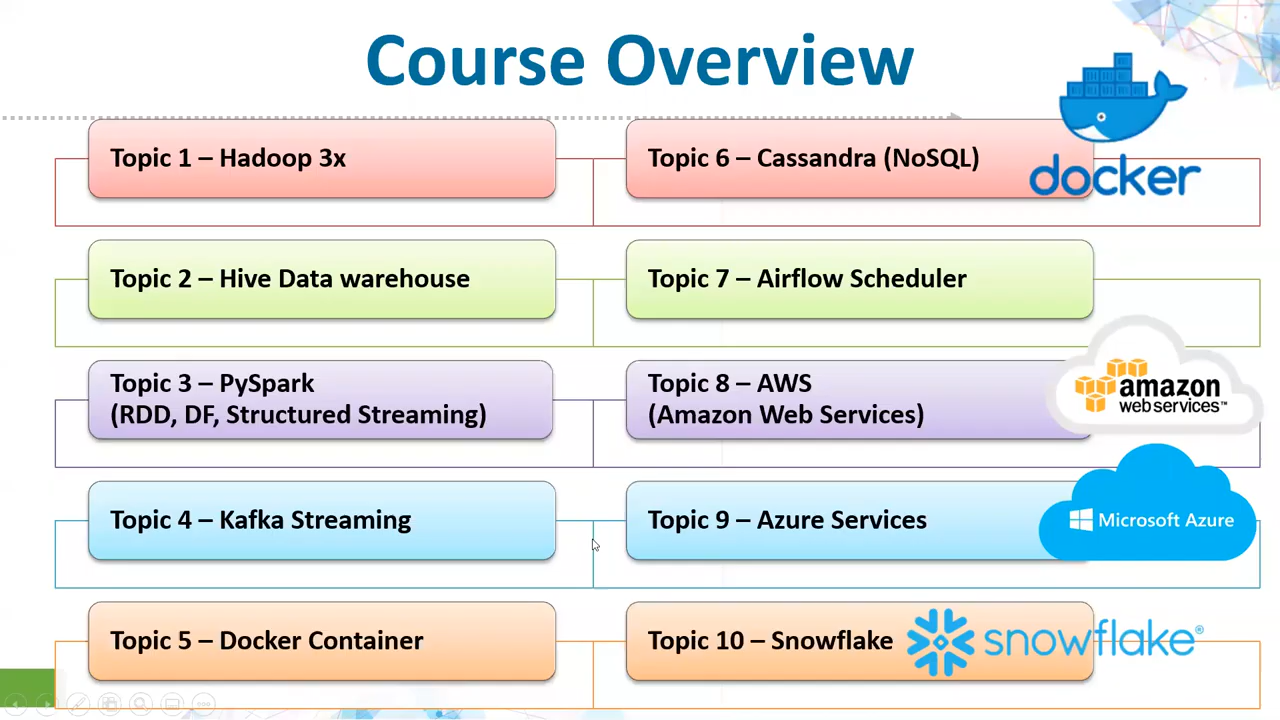 Course Overview
Topic 1 – Hadoop 3x
Topic 2 – Hive Data warehouse
Topic 3 – PySpark
(RDD, DF, Structured Streaming)
Topic 4 – Kafka Streaming
Topic 5 – Docker Container
Topic 6 – Cassandra (NoSQL)
docker
Topic 7 – Airflow Scheduler
Topic 8 – AWS
(Amazon Web Services)
amazon
webservices™
Topic 9 – Azure Services
Microsoft Azure
Topic 10 – Snowflake
snowflake®